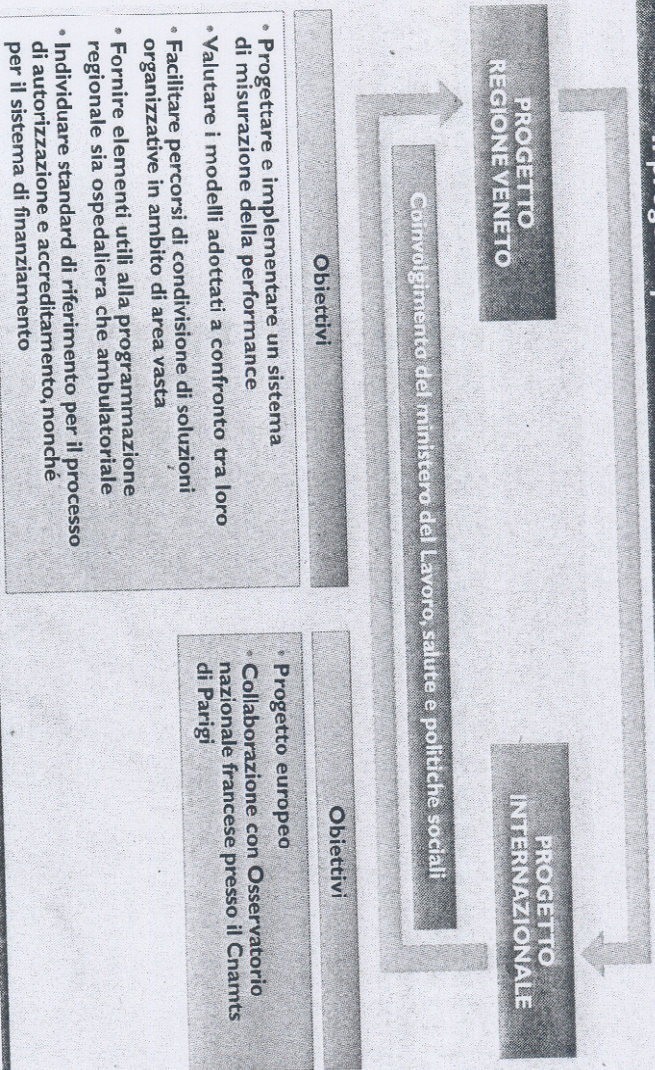 PROGETTO
REGIONE VENETO
PROGETTO
INTERNAZIONALE
Coinvolgimento del ministero del Lavoro, salute e politiche sociali
Obiettivi
• Progettare e implementare un sistema
di misurazione della performance
• Valutare i modelli adottati a confronto tra loro
• Facilitare percorsi di condivisione di soluzioni
organizzative in ambito di area vasta
• Fornire elementi utili alla programmazione
regionale sia ospedaliera che ambulatoriale
• Individuare standard di riferimento per il processo
di autorizzazione e accreditamento, nonché
per il sistema di finanziamento
Obiettivi
• Progetto europeo
• Collaborazione con Osservatorio
nazionale francese presso il Cnamts
di Parigi